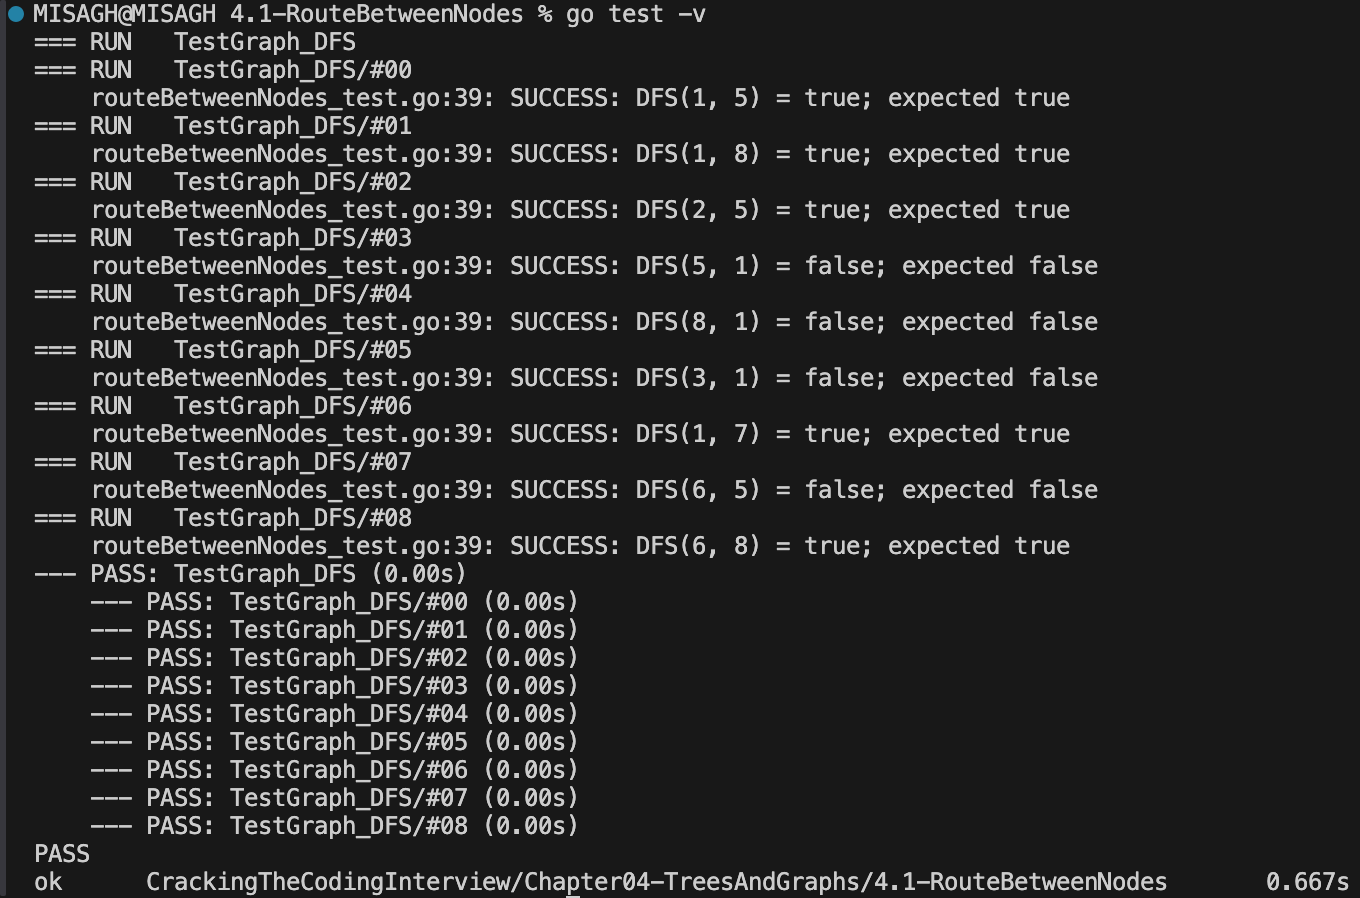 MISAGH@MISAGH 4.1-RouteBetweenNodes % go test -v
=== RUN   TestGraph_DFS
=== RUN   TestGraph_DFS/#00
    routeBetweenNodes_test.go:39: SUCCESS: DFS(1, 5) = true; expected true
=== RUN   TestGraph_DFS/#01
    routeBetweenNodes_test.go:39: SUCCESS: DFS(1, 8) = true; expected true
=== RUN   TestGraph_DFS/#02
    routeBetweenNodes_test.go:39: SUCCESS: DFS(2, 5) = true; expected true
=== RUN   TestGraph_DFS/#03
    routeBetweenNodes_test.go:39: SUCCESS: DFS(5, 1) = false; expected false
=== RUN   TestGraph_DFS/#04
    routeBetweenNodes_test.go:39: SUCCESS: DFS(8, 1) = false; expected false
=== RUN   TestGraph_DFS/#05
    routeBetweenNodes_test.go:39: SUCCESS: DFS(3, 1) = false; expected false
=== RUN   TestGraph_DFS/#06
    routeBetweenNodes_test.go:39: SUCCESS: DFS(1, 7) = true; expected true
=== RUN   TestGraph_DFS/#07
    routeBetweenNodes_test.go:39: SUCCESS: DFS(6, 5) = false; expected false
=== RUN   TestGraph_DFS/#08
    routeBetweenNodes_test.go:39: SUCCESS: DFS(6, 8) = true; expected true
--- PASS: TestGraph_DFS (0.00s)
    --- PASS: TestGraph_DFS/#00 (0.00s)
    --- PASS: TestGraph_DFS/#01 (0.00s)
    --- PASS: TestGraph_DFS/#02 (0.00s)
    --- PASS: TestGraph_DFS/#03 (0.00s)
    --- PASS: TestGraph_DFS/#04 (0.00s)
    --- PASS: TestGraph_DFS/#05 (0.00s)
    --- PASS: TestGraph_DFS/#06 (0.00s)
    --- PASS: TestGraph_DFS/#07 (0.00s)
    --- PASS: TestGraph_DFS/#08 (0.00s)
PASS
ok      CrackingTheCodingInterview/Chapter04-TreesAndGraphs/4.1-RouteBetweenNodes       0.667s